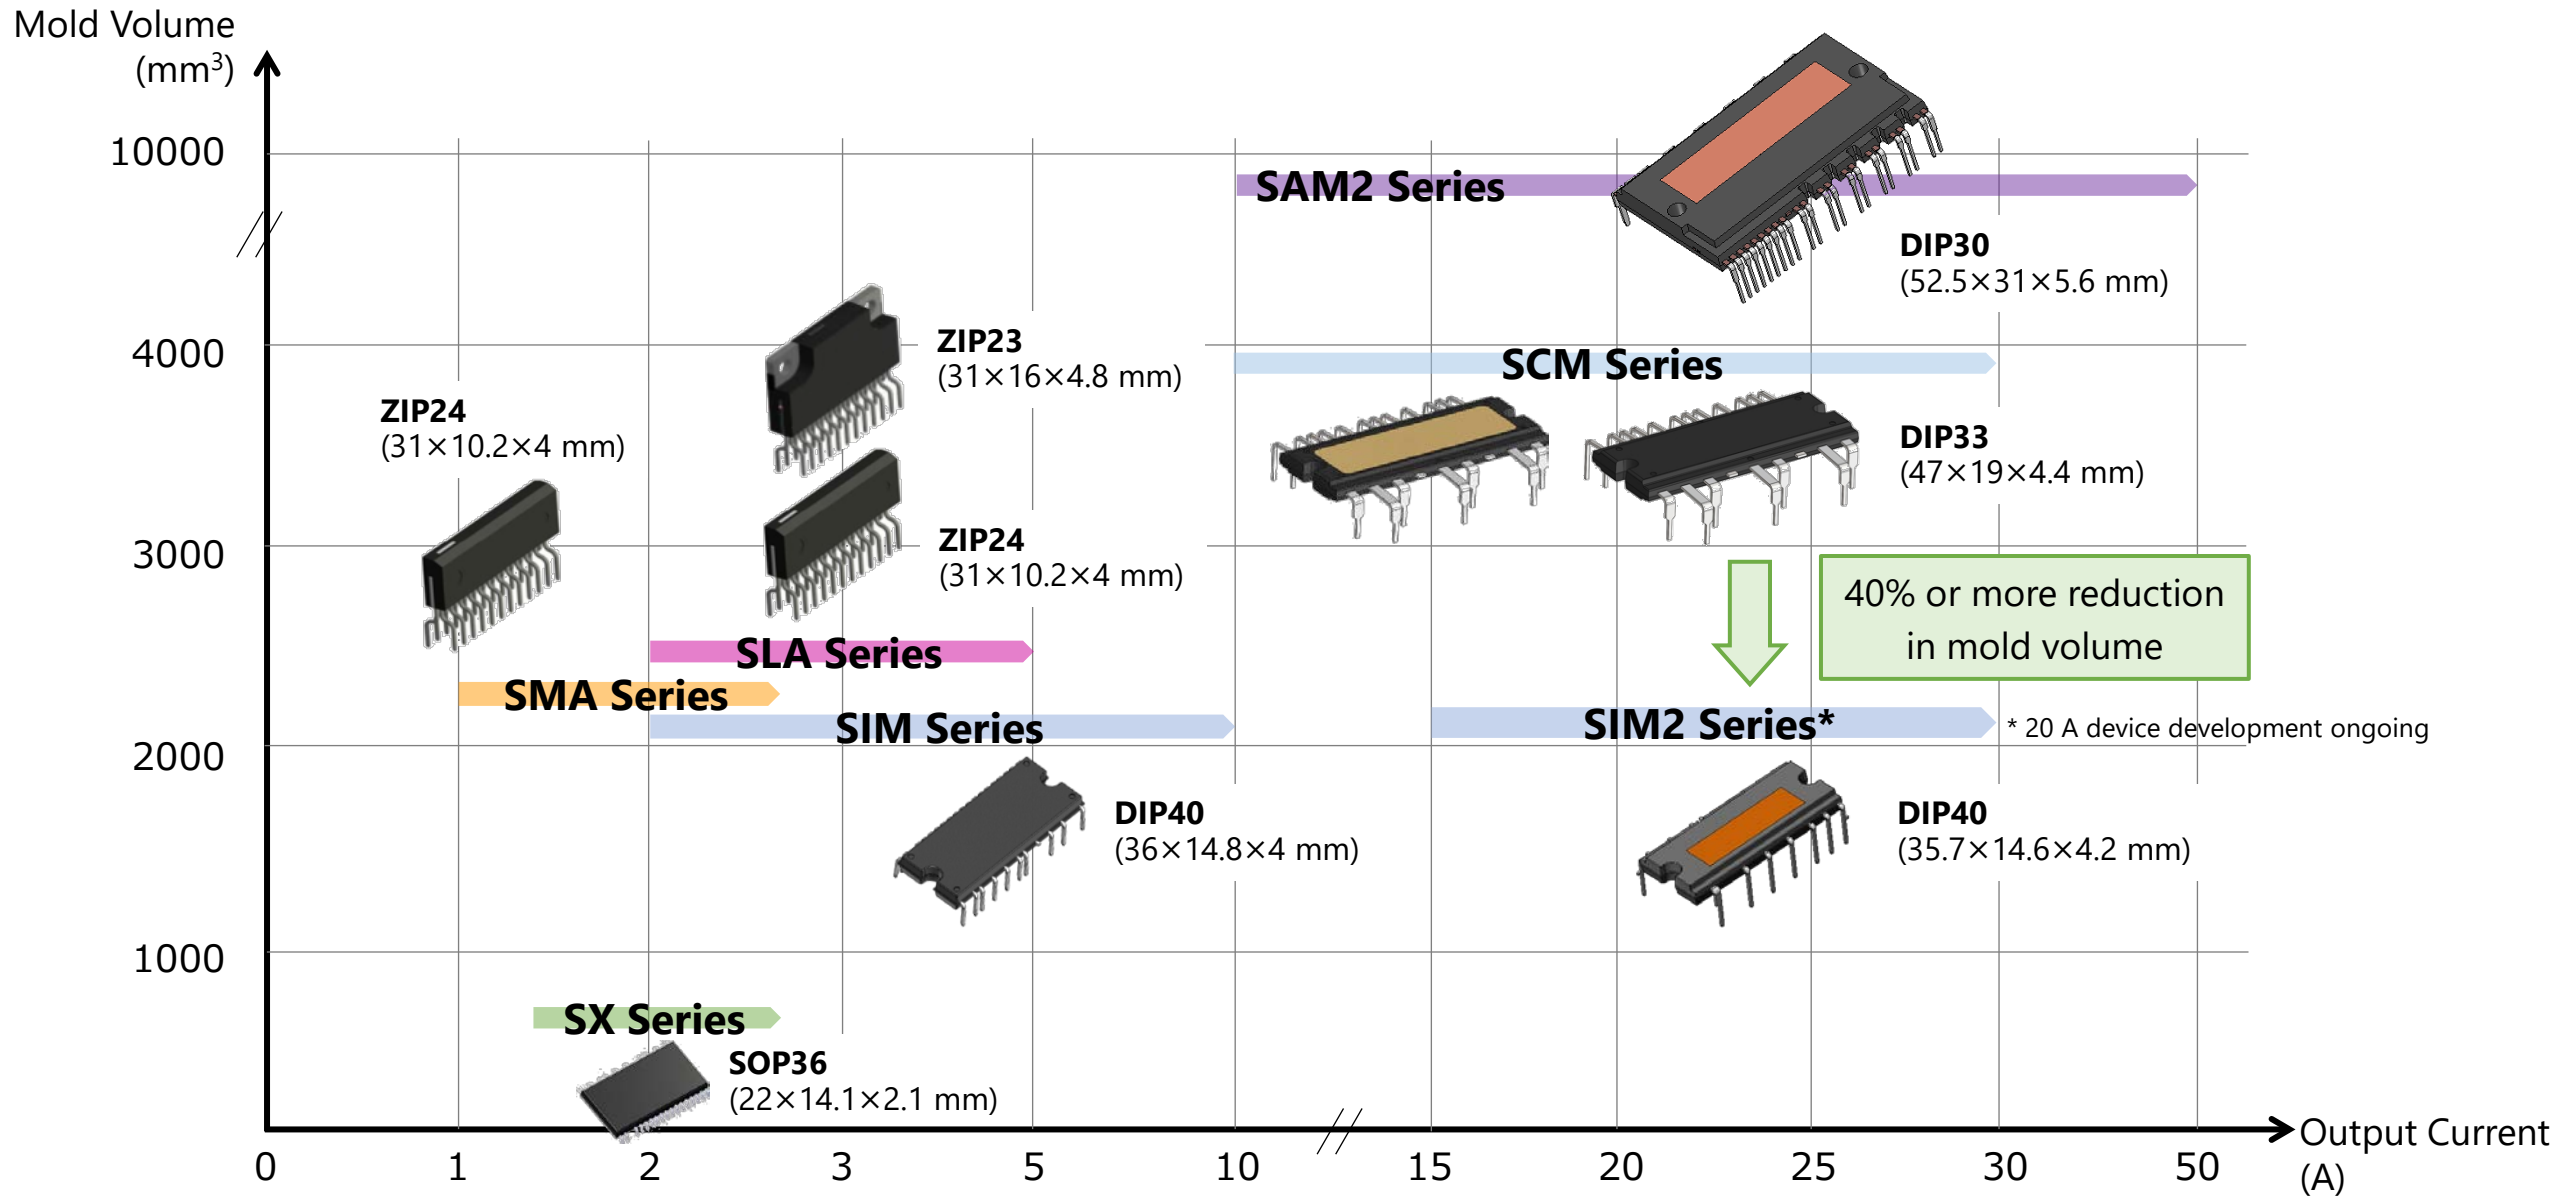 Mold Volume
(mm³)
10000
SAM2 Series
DIP30
(52.5×31×5.6 mm)
4000
ZIP23
(31×16×4.8 mm)
SCM Series
ZIP24
(31×10.2×4 mm)
DIP33
(47×19×4.4 mm)
3000
ZIP24
(31×10.2×4 mm)
40% or more reduction
in mold volume
SLA Series
SMA Series
SIM Series
SIM2 Series*
* 20 A device development ongoing
2000
DIP40
(36×14.8×4 mm)
DIP40
(35.7×14.6×4.2 mm)
1000
SX Series
SOP36
(22×14.1×2.1 mm)
Output Current
(A)
0 1 2 3 5 10 15 20 25 30 50